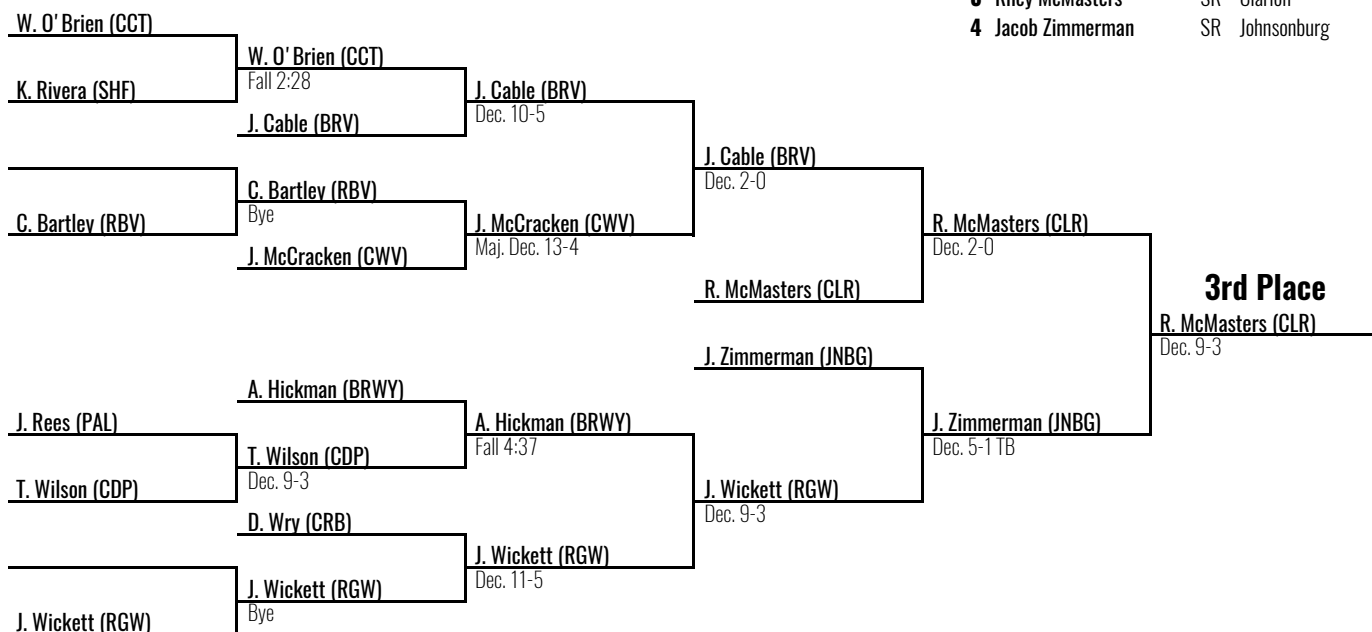 3 Riley McMasters SR Clarion
4 Jacob Zimmerman SR Johnsonburg
W. O'Brien (CCT)
K. Rivera (SHF)
W. O'Brien (CCT)
Fall 2:28
J. Cable (BRV)
J. Cable (BRV)
Dec. 10-5
C. Bartley (RBV)
C. Bartley (RBV)
Bye
J. McCracken (CWV)
J. McCracken (CWV)
Maj. Dec. 13-4
J. Cable (BRV)
Dec. 2-0
R. McMasters (CLR)
R. McMasters (CLR)
Dec. 2-0
3rd Place
R. McMasters (CLR)
Dec. 9-3
J. Zimmerman (JNBG)
J. Zimmerman (JNBG)
Dec. 5-1 TB
A. Hickman (BRWY)
J. Rees (PAL)
T. Wilson (CDP)
T. Wilson (CDP)
Dec. 9-3
A. Hickman (BRWY)
Fall 4:37
D. Wry (CRB)
J. Wickett (RGW)
Dec. 9-3
J. Wickett (RGW)
Dec. 11-5
J. Wickett (RGW)
Bye
J. Wickett (RGW)